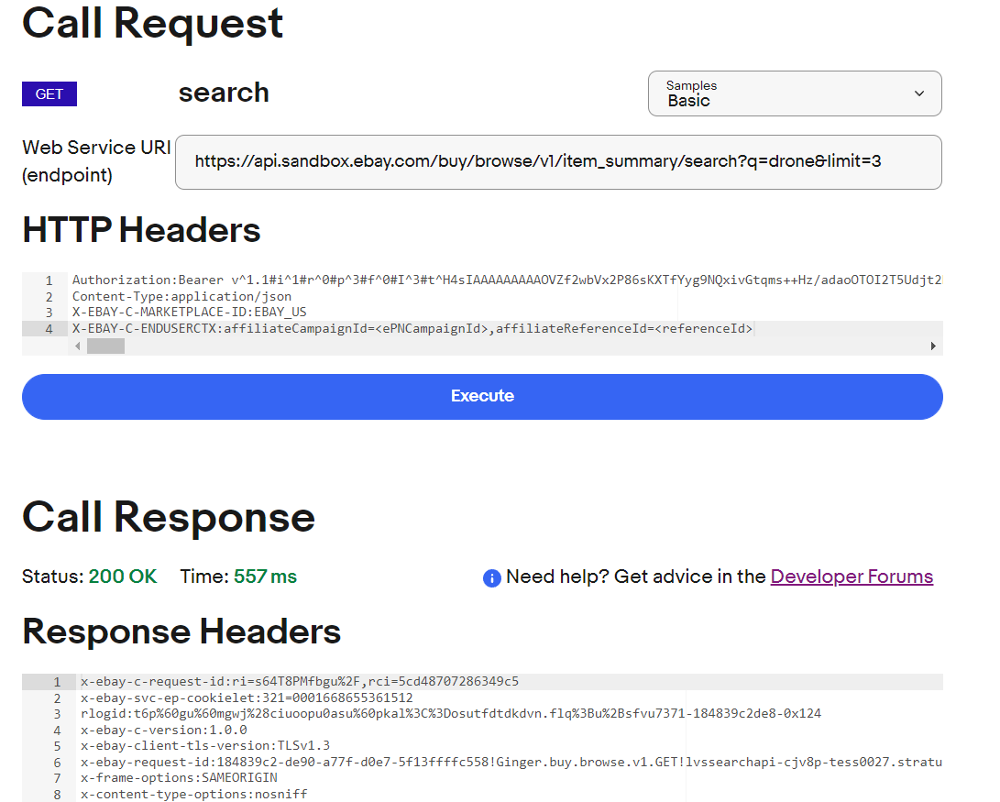 Call Request
GET search
Samples
Basic
Web Service URI
(endpoint)
https://api.sandbox.ebay.com/buy/browse/v1/item_summary/search?q=drone&limit=3
HTTP Headers
1 Authorization:Bearer v^1.1#i^1#r^0#p^3#f^0#I^3#t^H4sIAAAAAAAAAOVZf2wbVx2P86sKXTfYyg9NQxivGtqms++Hz/adaoOTOI2T5Udjt2
2 Content-Type:application/json
3 X-EBAY-C-MARKETPLACE-ID:EBAY_US
4 X-EBAY-C-ENDUSERCTX:affiliateCampaignId=<ePNCampaignId>,affiliateReferenceId=<referenceId>
Execute
Call Response
Status: 200 OK Time: 557 ms
Need help? Get advice in the Developer Forums
Response Headers
1 x-ebay-c-request-id:ri=s64T8PMfbgu%2F,rci=5cd48707286349c5
2 x-ebay-svc-ep-cookielet:321=0001668655361512
3 rlogid:t6p%60gu%60mgwj%28ciuoopu0asu%60pkal%3C%3Dosutfdtdkdvn.flq%3Bu%2Bsfvu7371-184839c2de8-0x124
4 x-ebay-c-version:1.0.0
5 x-ebay-client-tls-version:TLSv1.3
6 x-ebay-request-id:184839c2-de90-a77f-d0e7-5f13ffffc558!Ginger.buy.browse.v1.GET!lvssearchapi-cjv8p-tess0027.stratu
7 x-frame-options:SAMEORIGIN
8 x-content-type-options:nosniff